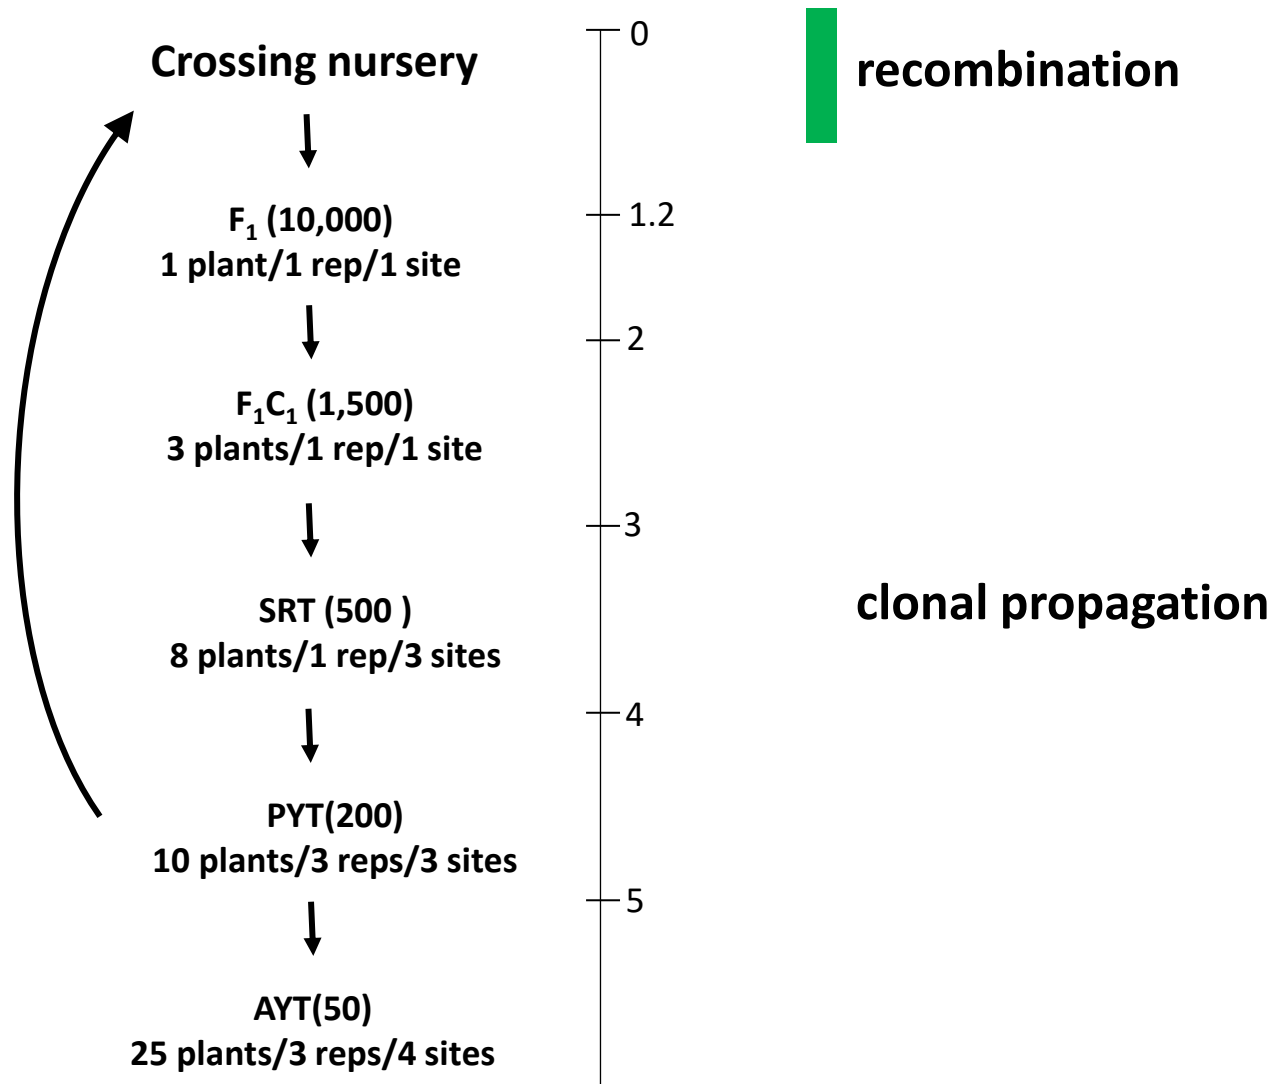 Crossing nursery
0
recombination
F₁ (10,000)
1 plant/1 rep/1 site
1.2
2
F₁C₁ (1,500)
3 plants/1 rep/1 site
3
SRT (500 )
8 plants/1 rep/3 sites
clonal propagation
4
PYT(200)
10 plants/3 reps/3 sites
5
AYT(50)
25 plants/3 reps/4 sites